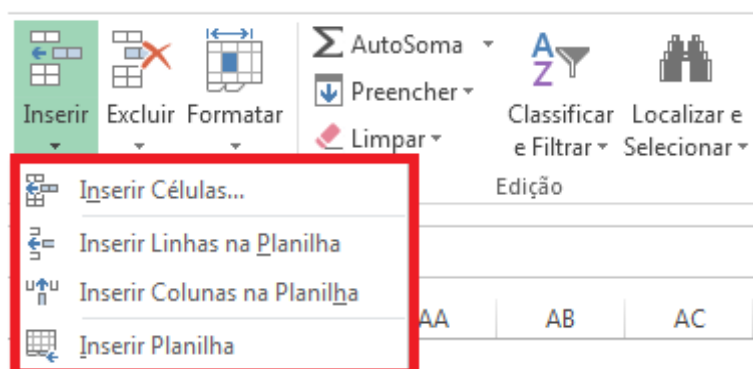 Inserir
Excluir
Formatar
AutoSoma
Preencher
Limpar
Classificar
e Filtrar
Localizar e
Selecionar
Edição
Inserir Células...
Inserir Linhas na Planilha
Inserir Colunas na Planilha
Inserir Planilha
AA
AB
AC